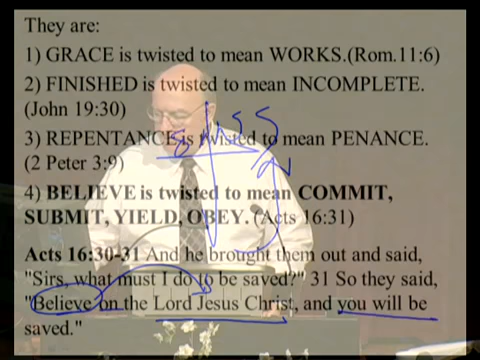 They are:
1) GRACE is twisted to mean WORKS.(Rom.11:6)
2) FINISHED is twisted to mean INCOMPLETE.
(John 19:30)
3) REPENTANCE is twisted to mean PENANCE.
(2 Peter 3:9)
4) BELIEVE is twisted to mean COMMIT,
SUBMIT, YIELD, OBEY. (Acts 16:31)
Acts 16:30-31 And he brought them out and said,
"Sirs, what must I do to be saved?" 31 So they said,
"Believe on the Lord Jesus Christ, and you will be
saved."